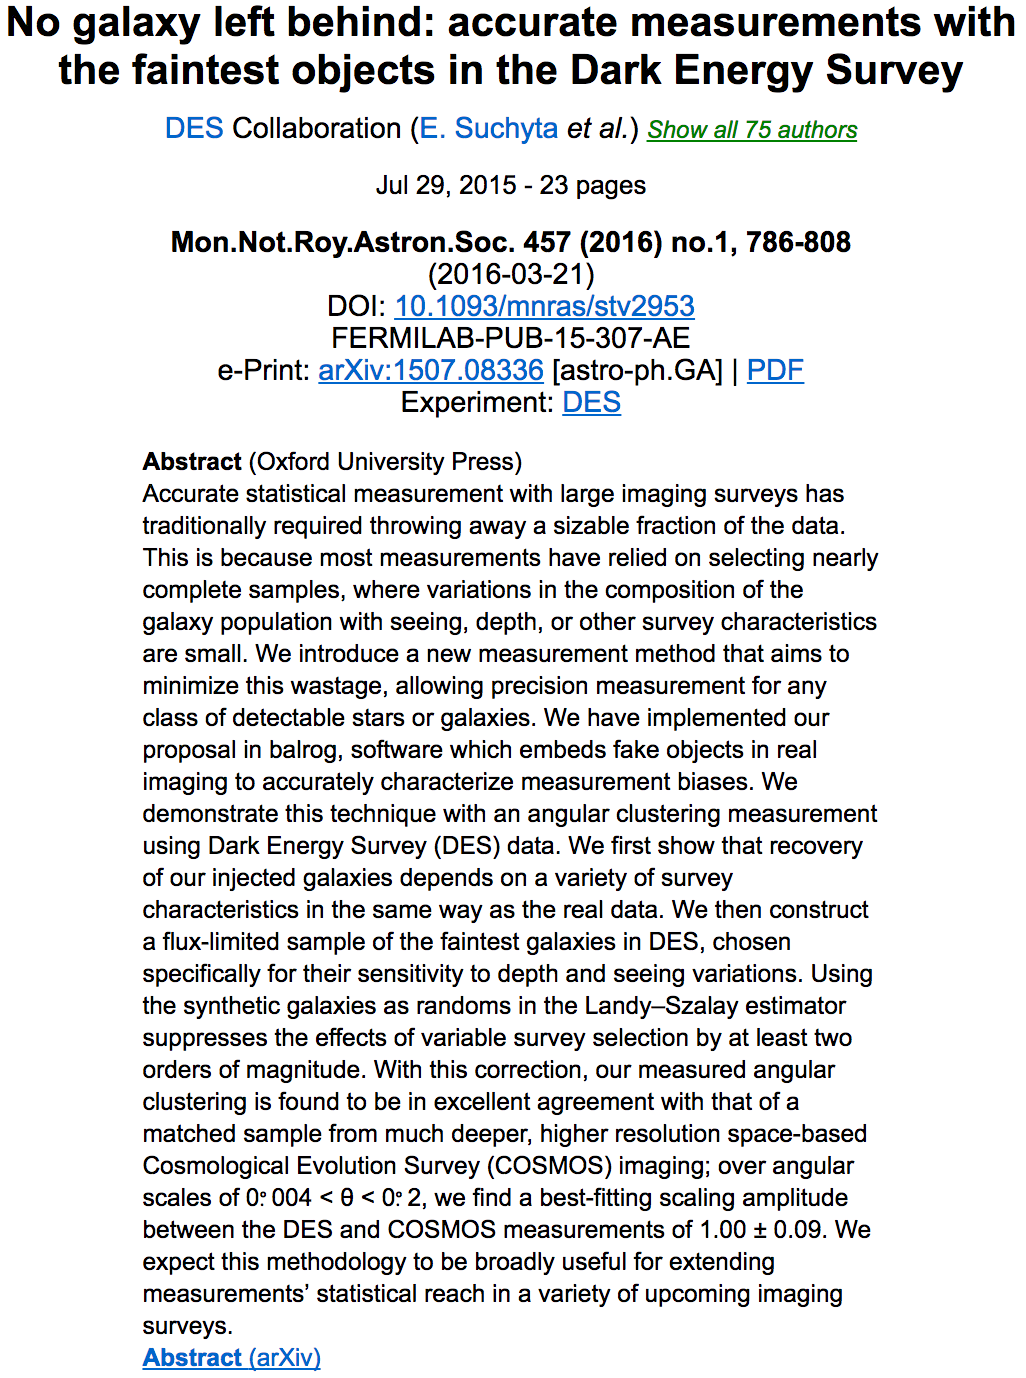 No galaxy left behind: accurate measurements with
the faintest objects in the Dark Energy Survey
DES Collaboration (E. Suchyta et al.) Show all 75 authors
Jul 29, 2015 - 23 pages
Mon.Not.Roy.Astron.Soc. 457 (2016) no.1, 786-808
(2016-03-21)
DOI: 10.1093/mnras/stv2953
FERMILAB-PUB-15-307-AE
e-Print: arXiv:1507.08336 [astro-ph.GA] | PDF
Experiment: DES
Abstract (Oxford University Press)
Accurate statistical measurement with large imaging surveys has
traditionally required throwing away a sizable fraction of the data.
This is because most measurements have relied on selecting nearly
complete samples, where variations in the composition of the
galaxy population with seeing, depth, or other survey characteristics
are small. We introduce a new measurement method that aims to
minimize this wastage, allowing precision measurement for any
class of detectable stars or galaxies. We have implemented our
proposal in balrog, software which embeds fake objects in real
imaging to accurately characterize measurement biases. We
demonstrate this technique with an angular clustering measurement
using Dark Energy Survey (DES) data. We first show that recovery
of our injected galaxies depends on a variety of survey
characteristics in the same way as the real data. We then construct
a flux-limited sample of the faintest galaxies in DES, chosen
specifically for their sensitivity to depth and seeing variations. Using
the synthetic galaxies as randoms in the Landy–Szalay estimator
suppresses the effects of variable survey selection by at least two
orders of magnitude. With this correction, our measured angular
clustering is found to be in excellent agreement with that of a
matched sample from much deeper, higher resolution space-based
Cosmological Evolution Survey (COSMOS) imaging; over angular
scales of 0.° 004 < θ < 0.° 2, we find a best-fitting scaling amplitude
between the DES and COSMOS measurements of 1.00 ± 0.09. We
expect this methodology to be broadly useful for extending
measurements’ statistical reach in a variety of upcoming imaging
surveys.
Abstract (arXiv)